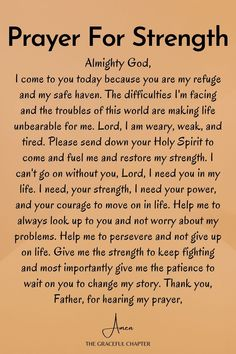 Prayer For Strength
Almighty God,
I come to you today because you are my refuge
and my safe haven. The difficulties I'm facing
and the troubles of this world are making life
unbearable for me. Lord, I am weary, weak, and
tired. Please send down your Holy Spirit to
come and fuel me and restore my strength. I
can't go on without you, Lord, I need you in my
life. I need, your strength, I need your power,
and your courage to move on in life. Help me to
always look up to you and not worry about my
problems. Help me to persevere and not give up
on life. Give me the strength to keep fighting
and most importantly give me the patience to
wait on you to change my story. Thank you,
Father, for hearing my prayer,
Amen
THE GRACEFUL CHAPTER